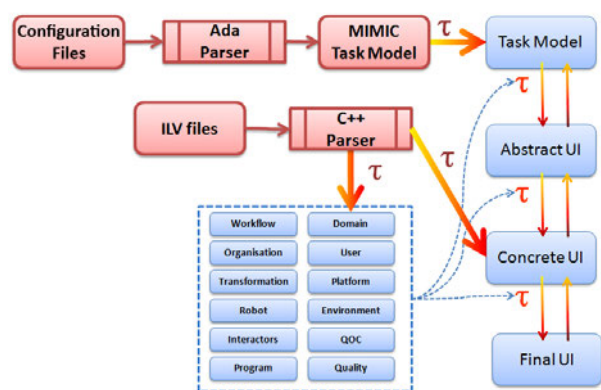 Configuration
Files
Ada
Parser
MIMIC
Task Model
τ
Task Model
τ
ILV files
C++
Parser
τ
τ
Abstract UI
τ
Workflow
Domain
Organisation
User
Transformation
Platform
Robot
Environment
Interactors
QOC
Program
Quality
Concrete UI
τ
Final UI